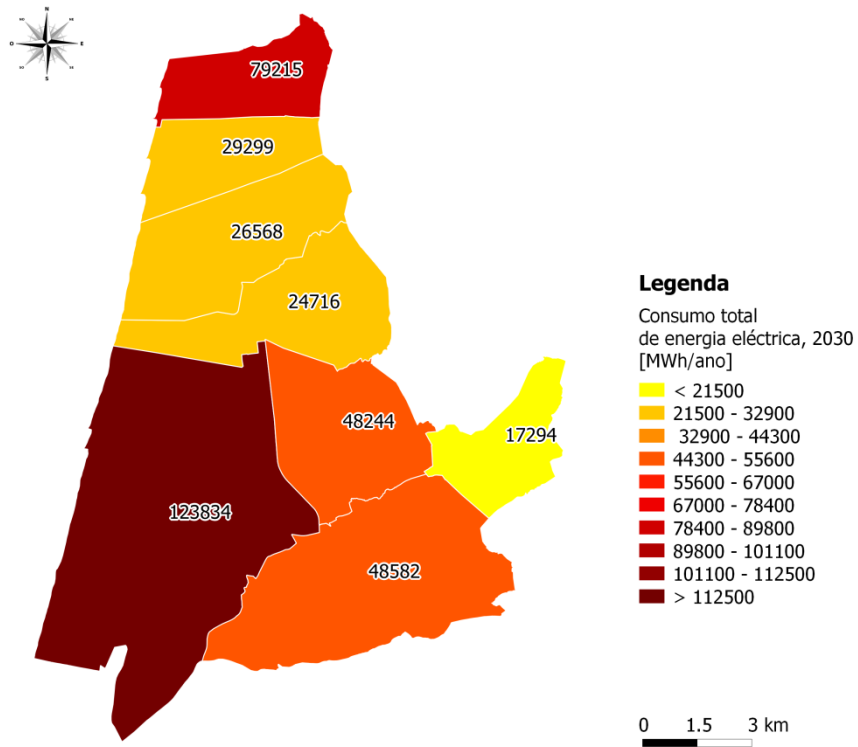 N
O
E
S
79215
29299
26568
24716
48244
17294
123834
48582
Legenda
Consumo total
de energia eléctrica, 2030
[MWh/ano]
< 21500
21500 - 32900
32900 - 44300
44300 - 55600
55600 - 67000
67000 - 78400
78400 - 89800
89800 - 101100
101100 - 112500
> 112500
0 1.5 3 km